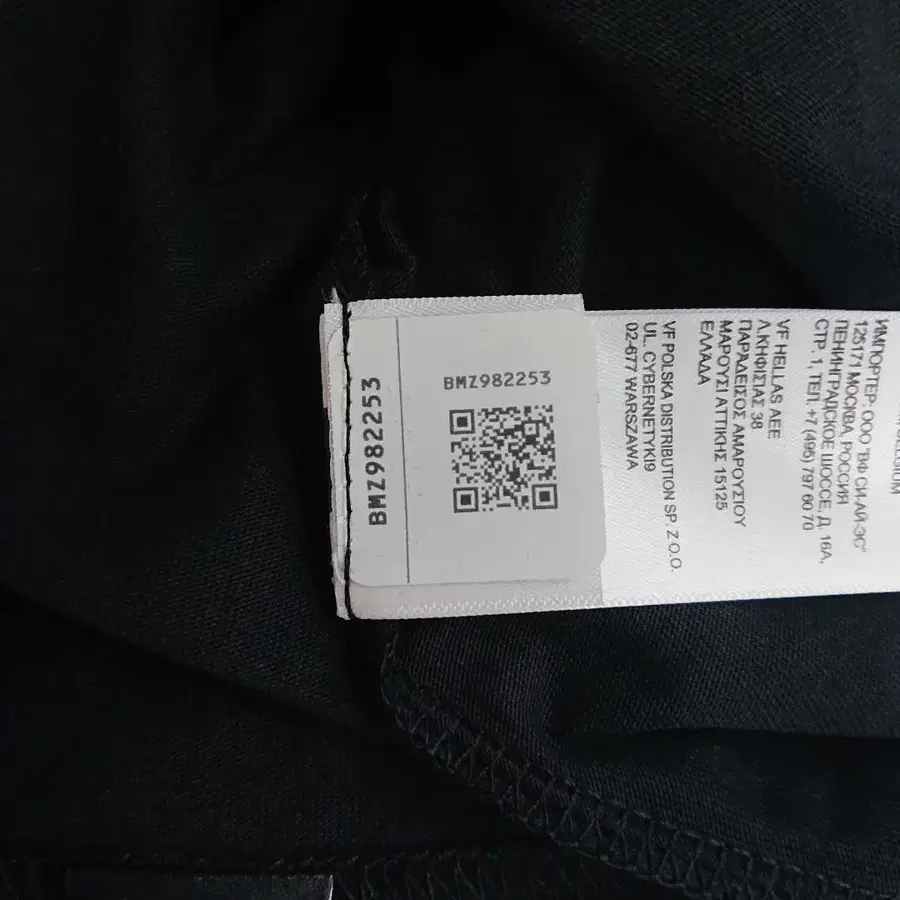 BMZ982253
BMZ982253
ИМПОРТЕР: ООО "ВФ СИ-АЙ-ЭС"
125171 МОСКВА, РОССИЯ
ЛЕНИНГРАДСКОЕ ШОССЕ, Д. 16А,
СТР. 1, ТЕЛ. +7 (495) 797 60 70
VF HELLAS AEE
Λ.ΚΗΦΙΣΙΑΣ 38
ΠΑΡΑΔΕΙΣΟΣ ΑΜΑΡΟΥΣΙΟΥ
ΜΑΡΟΥΣΙ ΑΤΤΙΚΗΣ 15125
ΕΛΛΑΔΑ
VF POLSKA DISTRIBUTION SP. Z O.O.
UL. CYBERNETYKI9
02-677 WARSZAWA